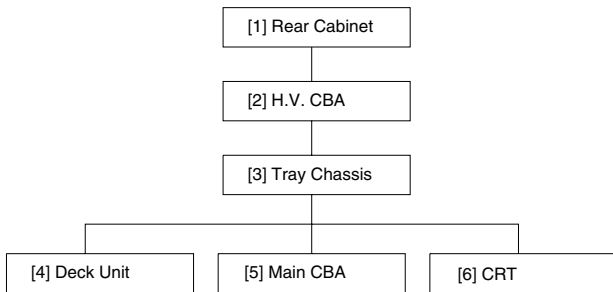 [1] Rear Cabinet
[2] H.V. CBA
[3] Tray Chassis
[4] Deck Unit
[5] Main CBA
[6] CRT